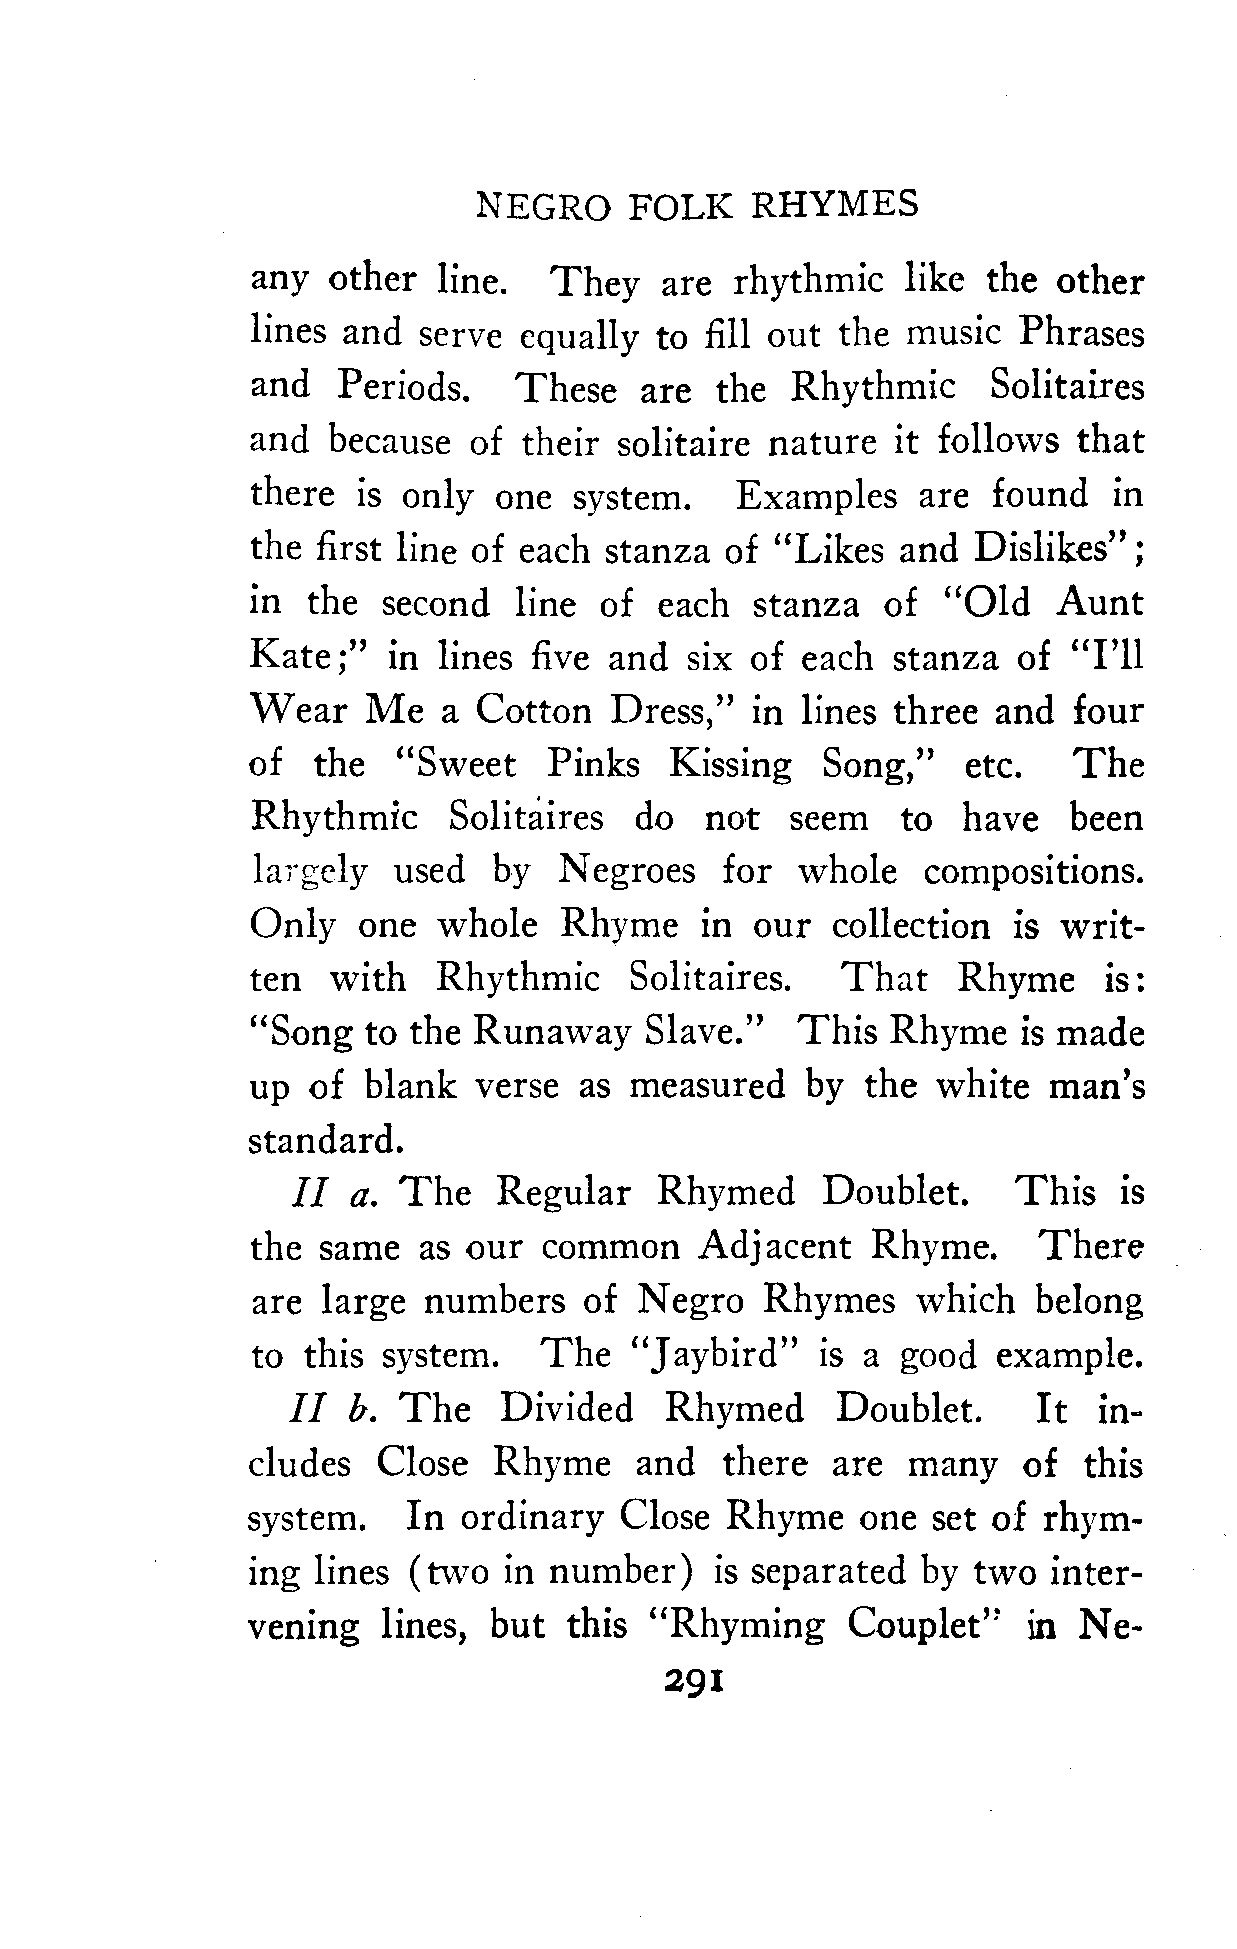 NEGRO FOLK RHYMES
any other line. They are rhythmic like the other
lines and serve equally to fill out the music Phrases
and Periods. These are the Rhythmic Solitaires
and because of their solitaire nature it follows that
there is only one system. Examples are found in
the first line of each stanza of "Likes and Dislikes";
in the second line of each stanza of "Old Aunt
Kate;" in lines five and six of each stanza of "I'll
Wear Me a Cotton Dress," in lines three and four
of the "Sweet Pinks Kissing Song," etc. The
Rhythmic Solitaires do not seem to have been
largely used by Negroes for whole compositions.
Only one whole Rhyme in our collection is writ-
ten with Rhythmic Solitaires. That Rhyme is:
"Song to the Runaway Slave." This Rhyme is made
up of blank verse as measured by the white man's
standard.
II a. The Regular Rhymed Doublet. This is
the same as our common Adjacent Rhyme. There
are large numbers of Negro Rhymes which belong
to this system. The "Jaybird" is a good example.
II b. The Divided Rhymed Doublet. It in-
cludes Close Rhyme and there are many of this
system. In ordinary Close Rhyme one set of rhym-
ing lines (two in number) is separated by two inter-
vening lines, but this "Rhyming Couplet" in Ne-
291